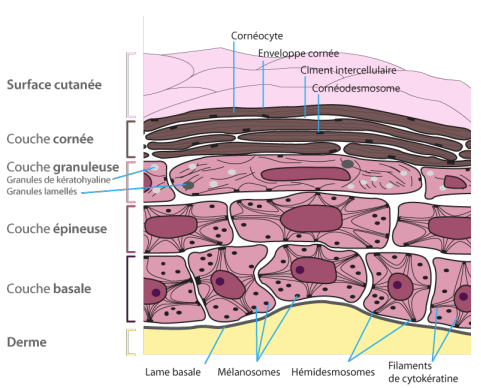 Cornéocyte
Enveloppe cornée
Ciment intercellulaire
Cornéodesmosome
Surface cutanée
Couche cornée
Couche granuleuse
Granules de kératohyaline
Granules lamellés
Couche épineuse
Couche basale
Derme
Lame basale
Mélanosomes
Hémidesmosomes
Filaments
de cytokératine